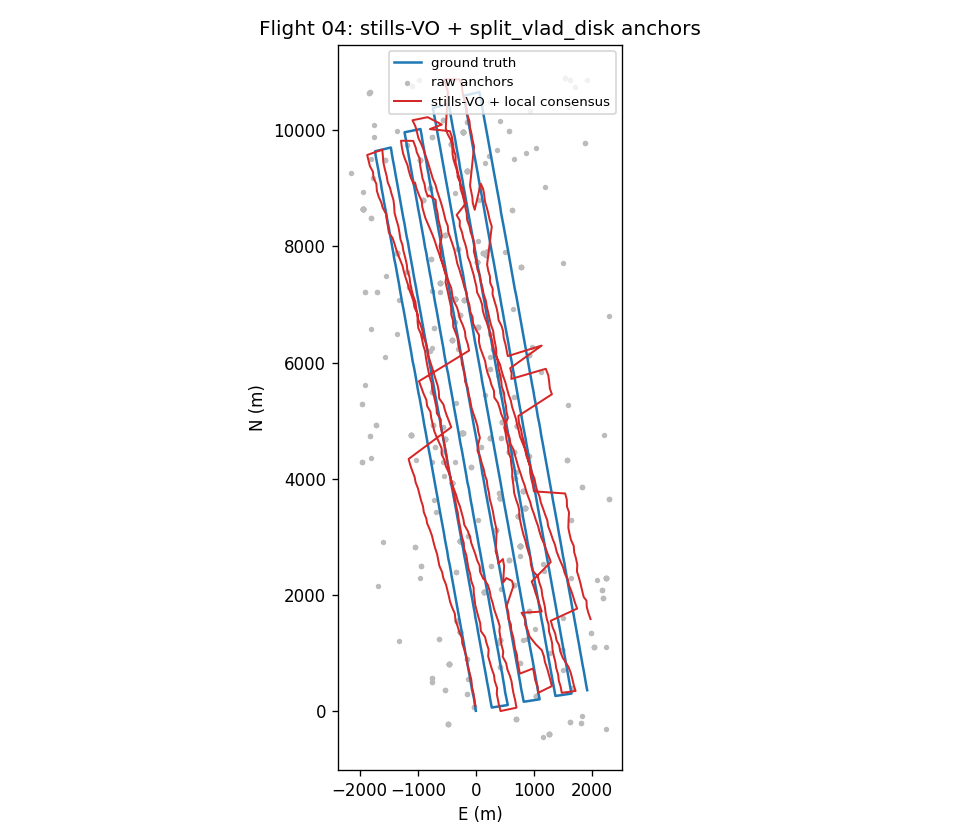 Flight 04: stills-VO + split_vlad_disk anchors
ground truth
raw anchors
stills-VO + local consensus
10000
8000
6000
4000
2000
0
N (m)
−2000 −1000 0 1000 2000
E (m)